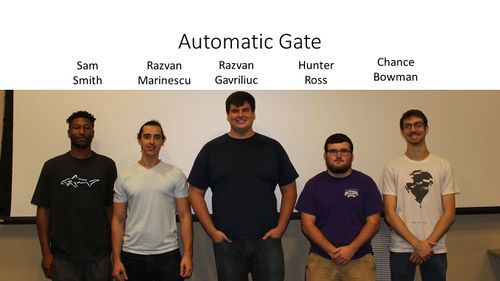 Automatic Gate
Sam
Smith
Razvan
Marinescu
Razvan
Gavriliuc
Hunter
Ross
Chance
Bowman